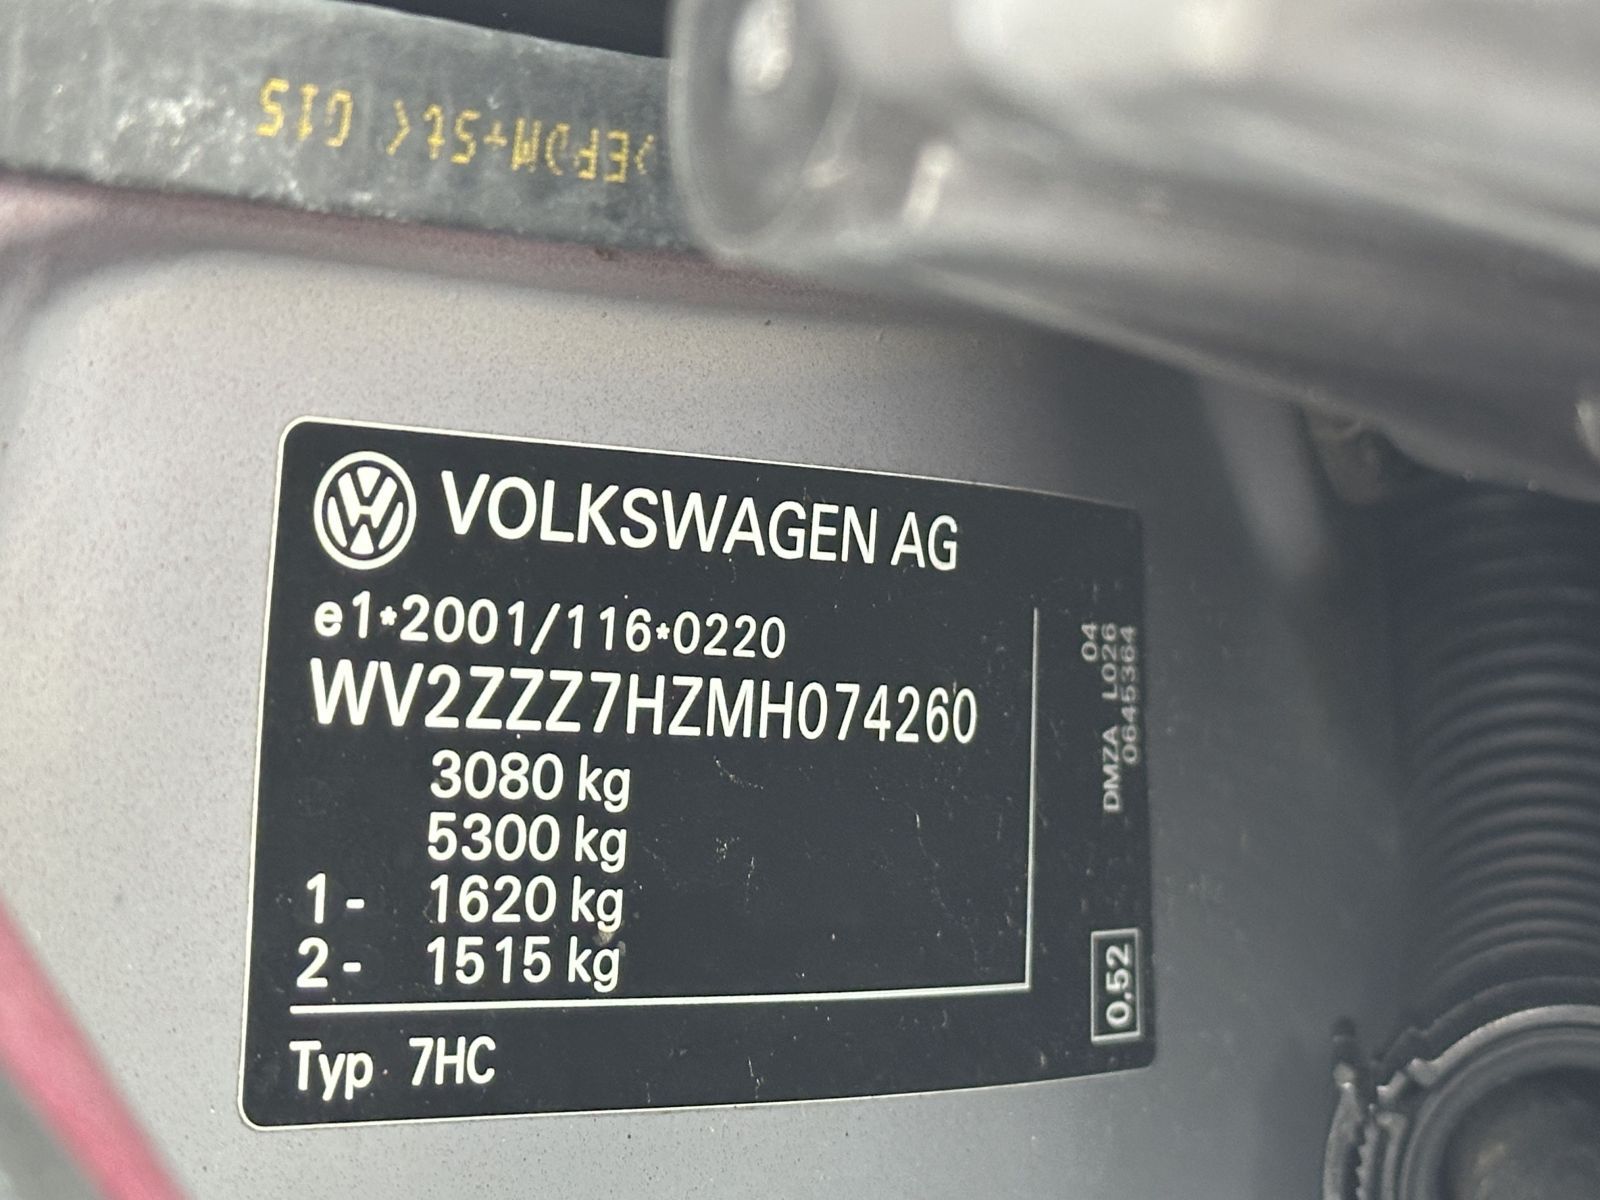 >EPDM+St< G15
VOLKSWAGEN AG
e1*2001/116*0220
WV2ZZZ7HZMH074260
3080 kg
5300 kg
1- 1620 kg
2- 1515 kg
Typ 7HC
04
DMZA L026
0645364
0,52